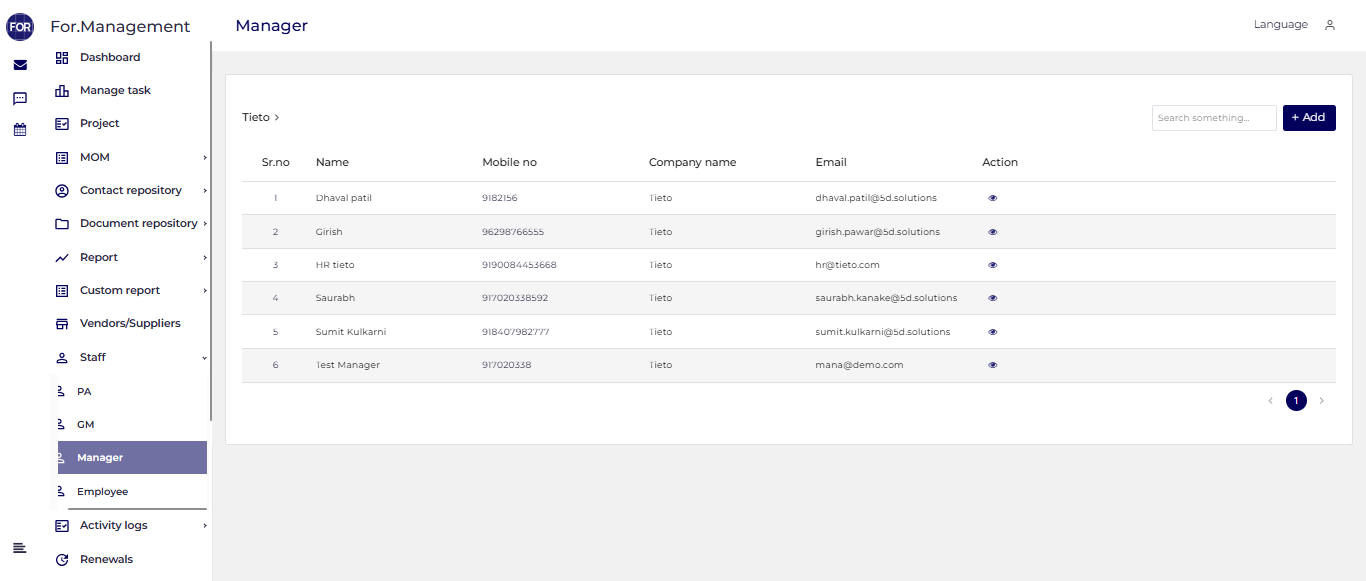 FOR
For.Management
Manager
Language
Dashboard
Manage task
Project
MOM
Contact repository
Document repository
Report
Custom report
Vendors/Suppliers
Staff
PA
GM
Manager
Employee
Activity logs
Renewals
Tieto >
Search something...
+ Add
Sr.no Name Mobile no Company name Email Action
1 Dhaval patil 9182156 Tieto dhaval.patil@5d.solutions
2 Girish 96298766555 Tieto girish.pawar@5d.solutions
3 HR tieto 9190084453668 Tieto hr@tieto.com
4 Saurabh 917020338592 Tieto saurabh.kanake@5d.solutions
5 Sumit Kulkarni 918407982777 Tieto sumit.kulkarni@5d.solutions
6 Test Manager 917020338 Tieto mana@demo.com
< 1 >